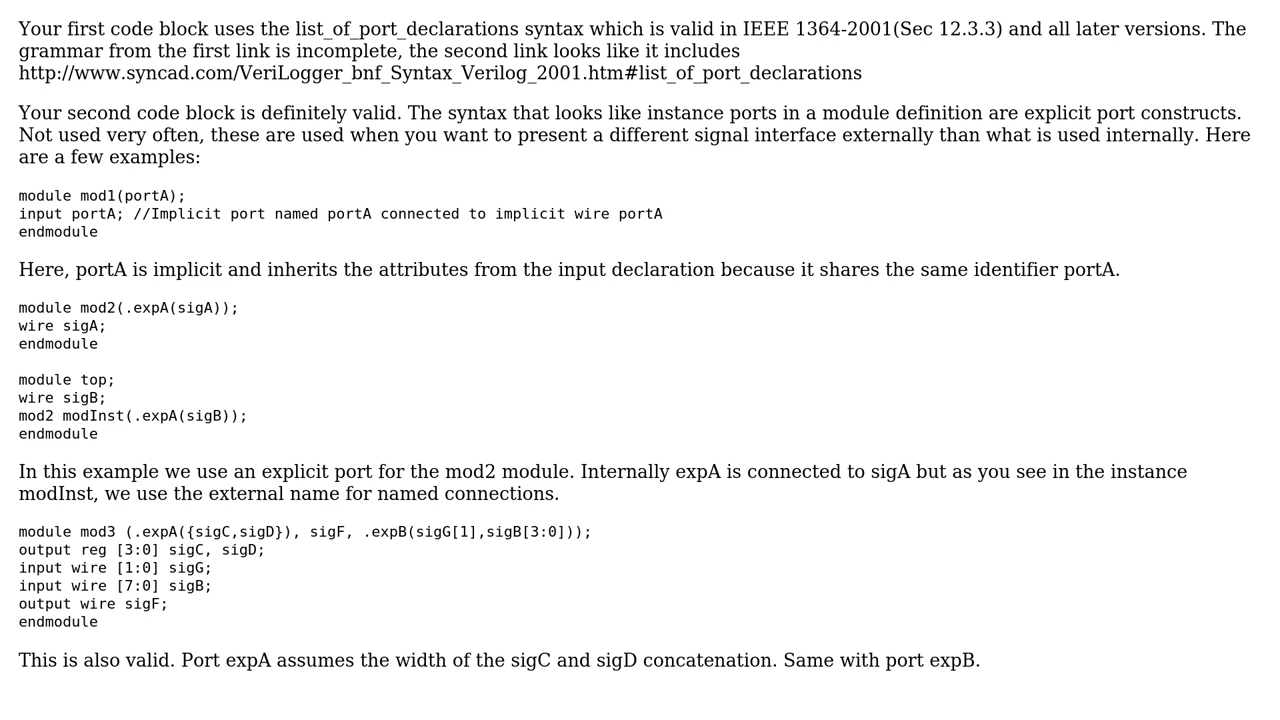 Your first code block uses the list_of_port_declarations syntax which is valid in IEEE 1364-2001(Sec 12.3.3) and all later versions. The
grammar from the first link is incomplete, the second link looks like it includes
http://www.syncad.com/VeriLogger_bnf_Syntax_Verilog_2001.htm#list_of_port_declarations
Your second code block is definitely valid. The syntax that looks like instance ports in a module definition are explicit port constructs.
Not used very often, these are used when you want to present a different signal interface externally than what is used internally. Here
are a few examples:
module mod1(portA);
input portA; //Implicit port named portA connected to implicit wire portA
endmodule
Here, portA is implicit and inherits the attributes from the input declaration because it shares the same identifier portA.
module mod2(.expA(sigA));
wire sigA;
endmodule
module top;
wire sigB;
mod2 modInst(.expA(sigB));
endmodule
In this example we use an explicit port for the mod2 module. Internally expA is connected to sigA but as you see in the instance
modInst, we use the external name for named connections.
module mod3 (.expA({sigC,sigD}), sigF, .expB(sigG[1],sigB[3:0]));
output reg [3:0] sigC, sigD;
input wire [1:0] sigG;
input wire [7:0] sigB;
output wire sigF;
endmodule
This is also valid. Port expA assumes the width of the sigC and sigD concatenation. Same with port expB.